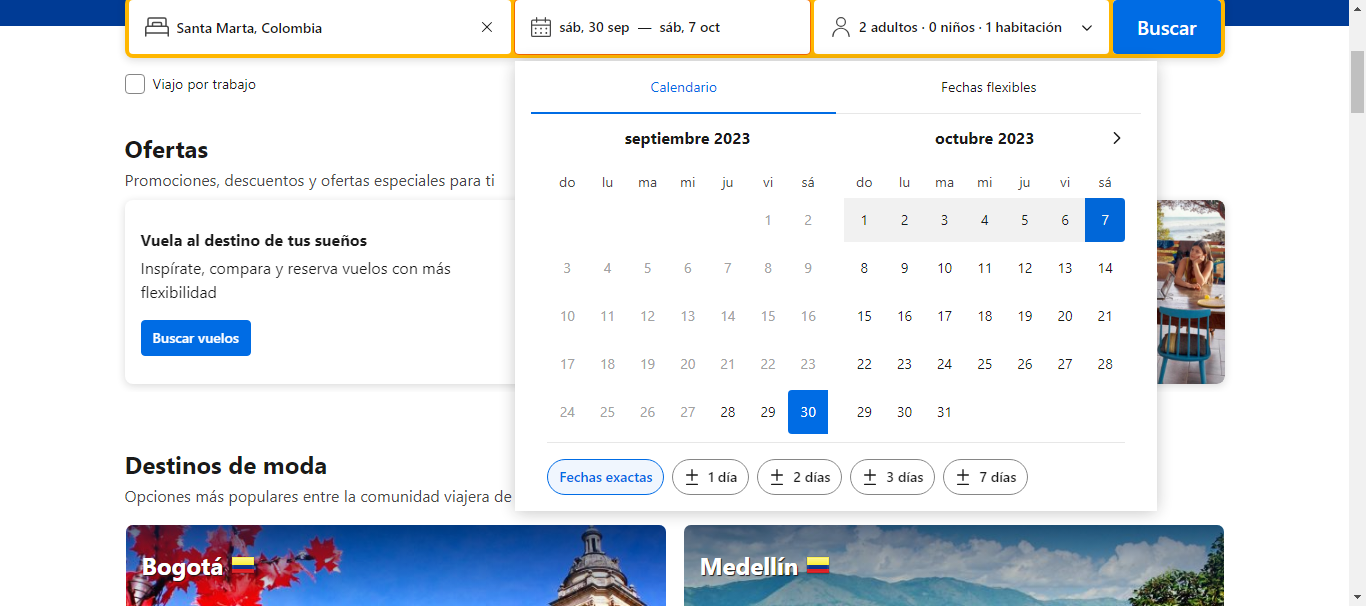 Santa Marta, Colombia
sáb, 30 sep — sáb, 7 oct
2 adultos · 0 niños · 1 habitación
Buscar
Viajo por trabajo
Calendario
Fechas flexibles
septiembre 2023
do lu ma mi ju vi sá
1 2
3 4 5 6 7 8 9
10 11 12 13 14 15 16
17 18 19 20 21 22 23
24 25 26 27 28 29 30
octubre 2023
do lu ma mi ju vi sá
1 2 3 4 5 6 7
8 9 10 11 12 13 14
15 16 17 18 19 20 21
22 23 24 25 26 27 28
29 30 31
Fechas exactas
± 1 día
± 2 días
± 3 días
± 7 días
Ofertas
Promociones, descuentos y ofertas especiales para ti
Vuela al destino de tus sueños
Inspírate, compara y reserva vuelos con más
flexibilidad
Buscar vuelos
Destinos de moda
Opciones más populares entre la comunidad viajera de
Bogotá
Medellín